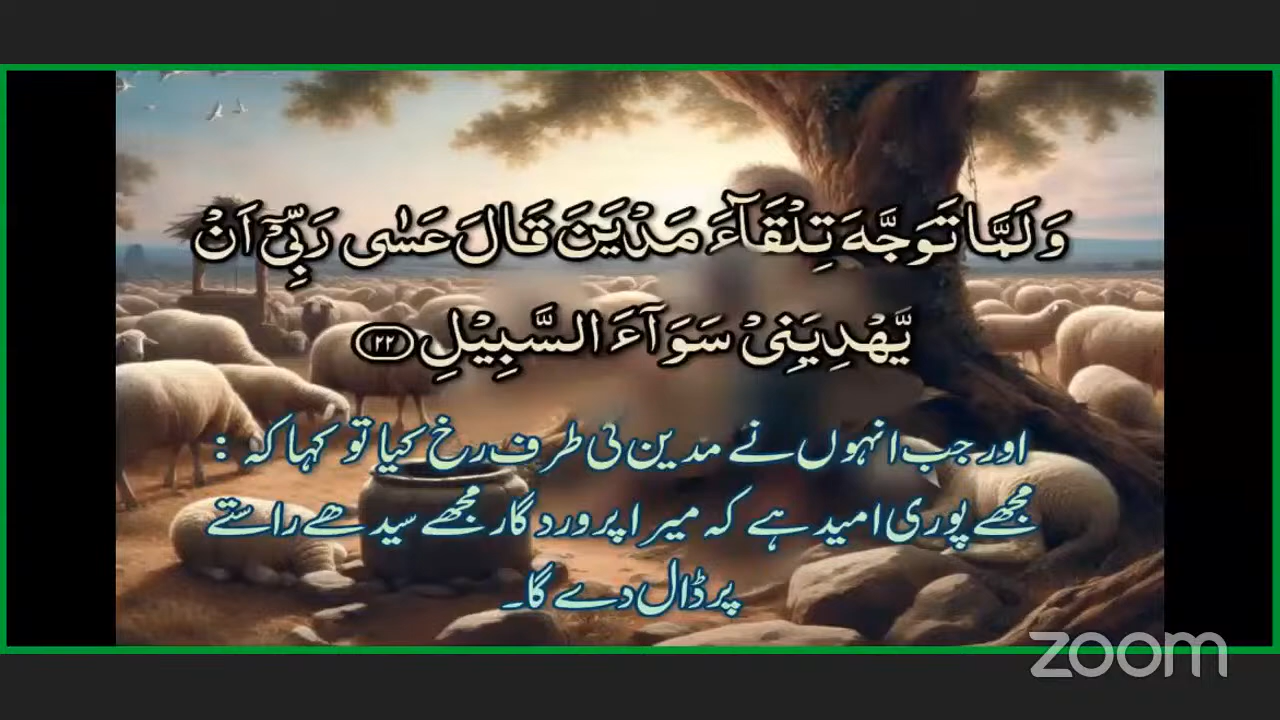 وَ لَمَّا تَوَجَّهَ تِلْقَآءَ مَدْيَنَ قَالَ عَسٰى رَبِّیْۤ اَنْ
یَّهْدِیَنِیْ سَوَآءَ السَّبِیْلِ ﴿۲۲﴾
اور جب انہوں نے مدین کی طرف رخ کیا تو کہا کہ :
مجھے پوری امید ہے کہ میرا پروردگار مجھے سیدھے راستے
پر ڈال دے گا۔
zoom